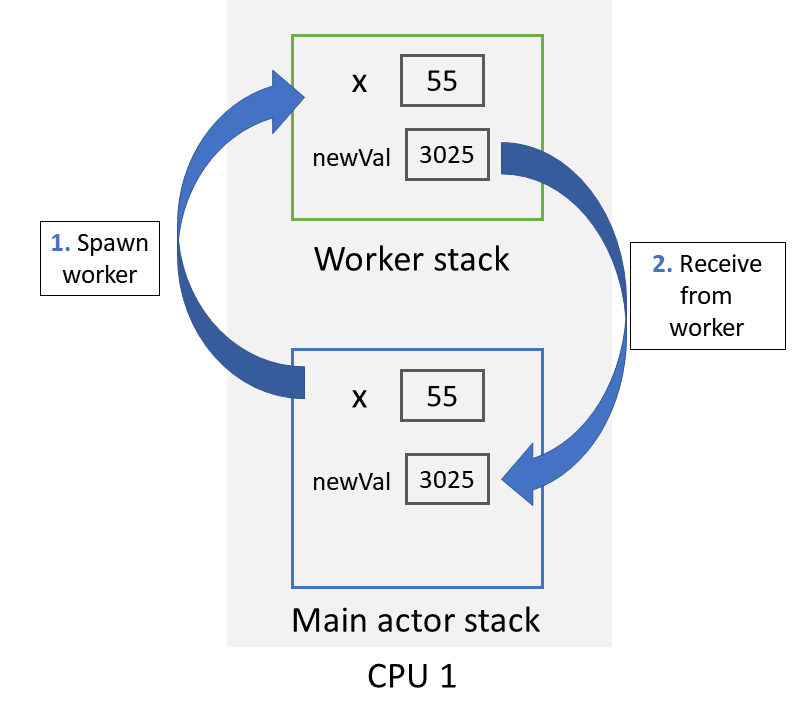 x 55
newVal 3025
Worker stack
1. Spawn
worker
2. Receive
from
worker
x 55
newVal 3025
Main actor stack
CPU 1